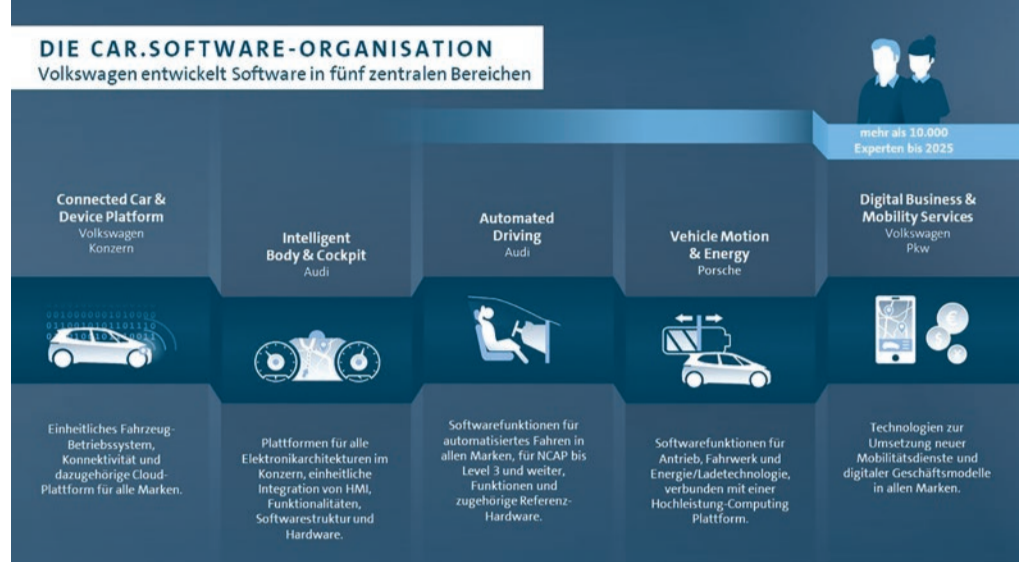 DIE CAR.SOFTWARE-ORGANISATION
Volkswagen entwickelt Software in fünf zentralen Bereichen
mehr als 10.000
Experten bis 2025
Connected Car &
Device Platform
Volkswagen
Konzern
Intelligent
Body & Cockpit
Audi
Automated
Driving
Audi
Vehicle Motion
& Energy
Porsche
Digital Business &
Mobility Services
Volkswagen
Pkw
€
$
¥
Einheitliches Fahrzeug-
Betriebssystem,
Konnektivität und
dazugehörige Cloud-
Plattform für alle Marken.
Plattformen für alle
Elektronikarchitekturen im
Konzern, einheitliche
Integration von HMI,
Funktionalitäten,
Softwarestruktur und
Hardware.
Softwarefunktionen für
automatisiertes Fahren in
allen Marken, für NCAP bis
Level 3 und weiter,
Funktionen und
zugehörige Referenz-
Hardware.
Softwarefunktionen für
Antrieb, Fahrwerk und
Energie/Ladetechnologie,
verbunden mit einer
Hochleistung-Computing
Plattform.
Technologien zur
Umsetzung neuer
Mobilitätsdienste und
digitaler Geschäftsmodelle
in allen Marken.